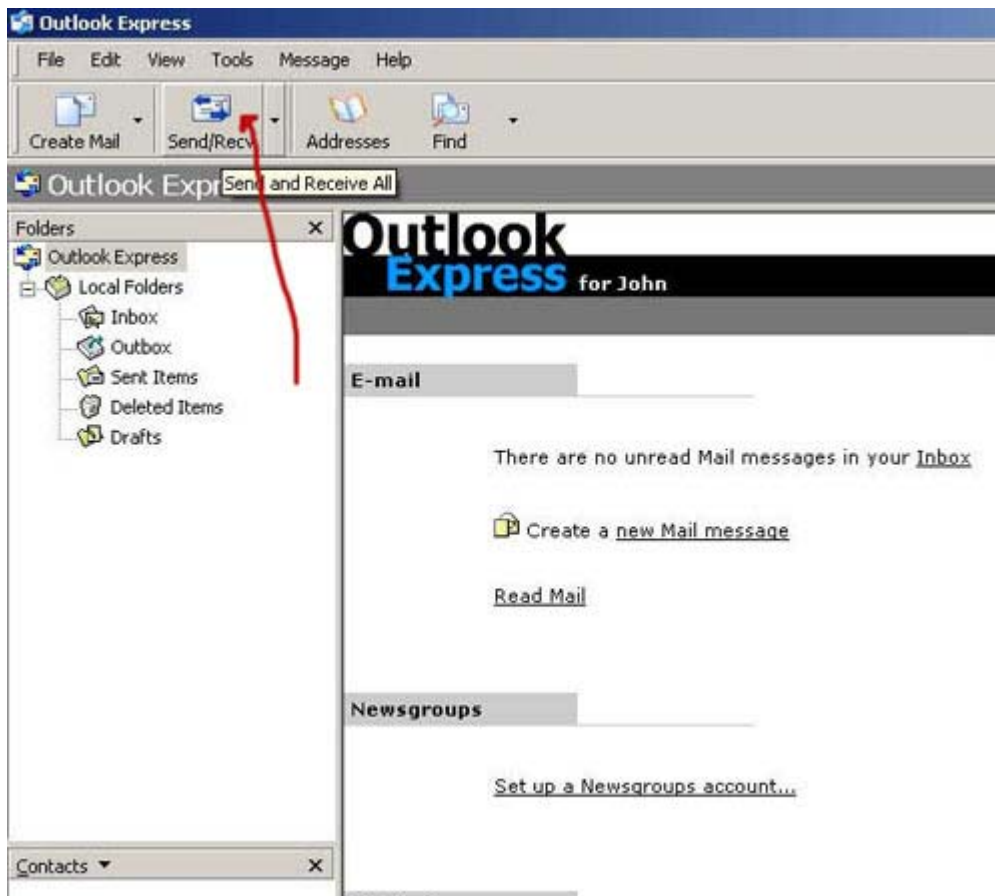 Outlook Express
File Edit View Tools Message Help
Create Mail Send/Recv Addresses Find
Send and Receive All
Outlook Expr
Folders
Outlook Express
Local Folders
Inbox
Outbox
Sent Items
Deleted Items
Drafts
Contacts
Outlook
Express for John
E-mail
There are no unread Mail messages in your Inbox
Create a new Mail message
Read Mail
Newsgroups
Set up a Newsgroups account...